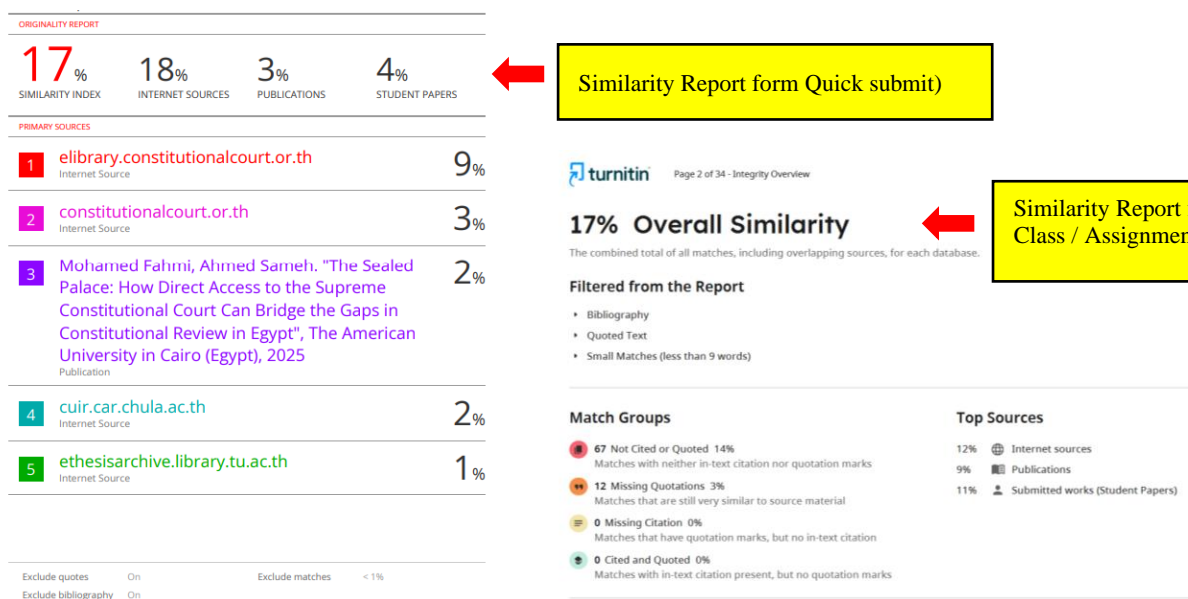 ORIGINALITY REPORT
17%
SIMILARITY INDEX
18%
INTERNET SOURCES
3%
PUBLICATIONS
4%
STUDENT PAPERS
PRIMARY SOURCES
1 elibrary.constitutionalcourt.or.th 9%
Internet Source
2 constitutionalcourt.or.th 3%
Internet Source
3 Mohamed Fahmi, Ahmed Sameh. "The Sealed 2%
Palace: How Direct Access to the Supreme
Constitutional Court Can Bridge the Gaps in
Constitutional Review in Egypt", The American
University in Cairo (Egypt), 2025
Publication
4 cuir.car.chula.ac.th 2%
Internet Source
5 ethesisarchive.library.tu.ac.th 1%
Internet Source
Exclude quotes On Exclude matches < 1%
Exclude bibliography On
Similarity Report form Quick submit)
turnitin Page 2 of 34 - Integrity Overview
17% Overall Similarity
The combined total of all matches, including overlapping sources, for each database.
Similarity Report
Class / Assignmen
Filtered from the Report
Bibliography
Quoted Text
Small Matches (less than 9 words)
Match Groups
67 Not Cited or Quoted 14%
Matches with neither in-text citation nor quotation marks
12 Missing Quotations 3%
Matches that are still very similar to source material
0 Missing Citation 0%
Matches that have quotation marks, but no in-text citation
0 Cited and Quoted 0%
Matches with in-text citation present, but no quotation marks
Top Sources
12% Internet sources
9% Publications
11% Submitted works (Student Papers)